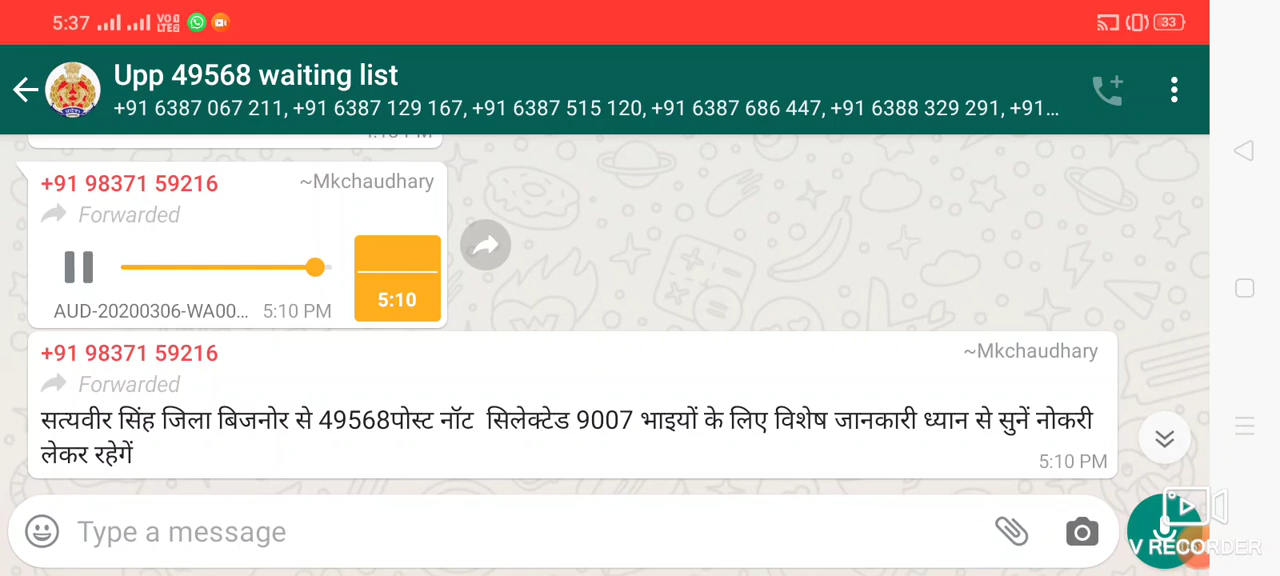 5:37 VO LTE 33
Upp 49568 waiting list
+91 6387 067 211, +91 6387 129 167, +91 6387 515 120, +91 6387 686 447, +91 6388 329 291, +91...
+91 98371 59216 ~Mkchaudhary
Forwarded
5:10
AUD-20200306-WA00... 5:10 PM
+91 98371 59216 ~Mkchaudhary
Forwarded
सत्यवीर सिंह जिला बिजनोर से 49568पोस्ट नॉट सिलेक्टेड 9007 भाइयों के लिए विशेष जानकारी ध्यान से सुनें नोकरी
लेकर रहेगें
5:10 PM
Type a message
V RECORDER